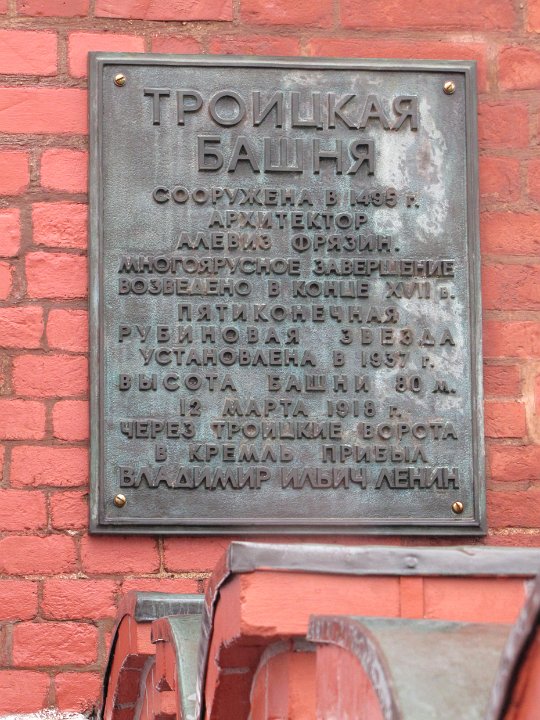 ТРОИЦКАЯ
БАШНЯ
СООРУЖЕНА В 1495 г.
АРХИТЕКТОР
АЛЕВИЗ ФРЯЗИН.
МНОГОЯРУСНОЕ ЗАВЕРШЕНИЕ
ВОЗВЕДЕНО В КОНЦЕ XVII в.
ПЯТИКОНЕЧНАЯ
РУБИНОВАЯ ЗВЕЗДА
УСТАНОВЛЕНА В 1937 г.
ВЫСОТА БАШНИ 80 м.
12 МАРТА 1918 г.
ЧЕРЕЗ ТРОИЦКИЕ ВОРОТА
В КРЕМЛЬ ПРИБЫЛ
ВЛАДИМИР ИЛЬИЧ ЛЕНИН